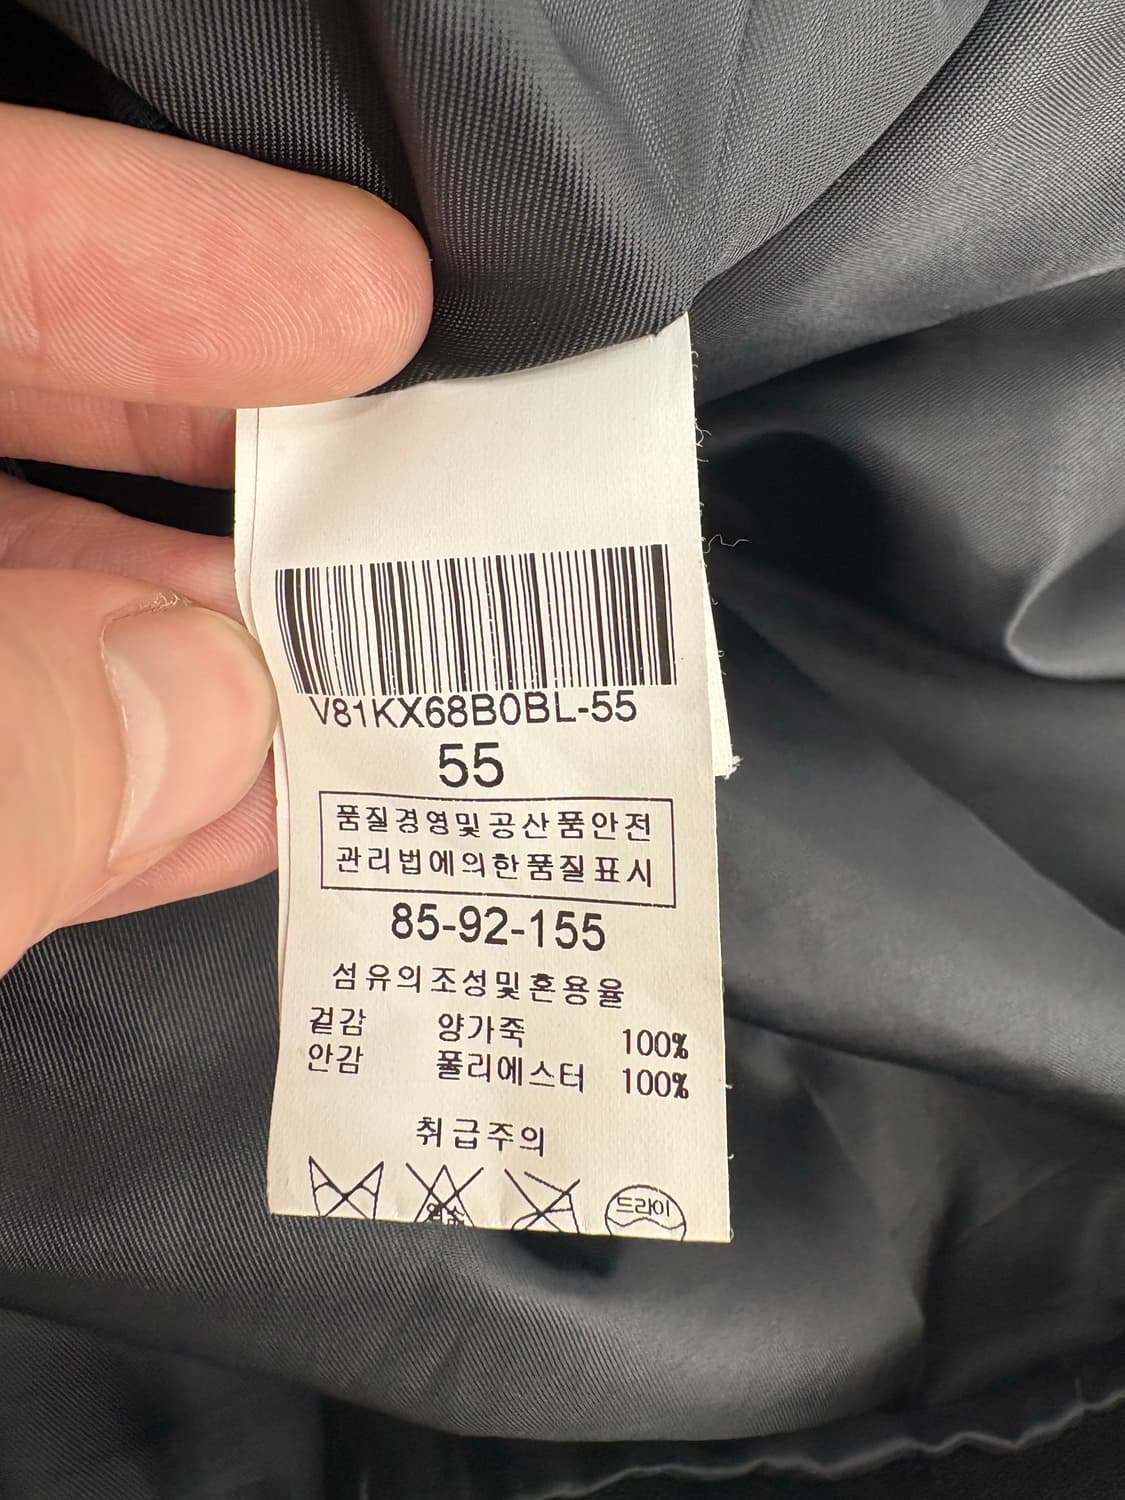 V81KX68B0BL-55
55
품질경영및공산품안전
관리법에의한품질표시
85-92-155
섬유의조성및혼용율
겉감 양가죽 100%
안감 폴리에스터 100%
취급주의
드라이